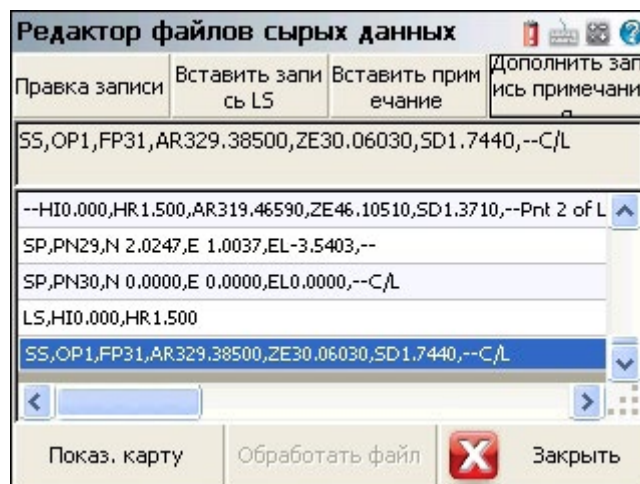 Редактор файлов сырых данных
Правка записи
Вставить запи
сь LS
Вставить прим
ечание
Дополнить зап
ись примечани
SS,OP1,FP31,AR329.38500,ZE30.06030,SD1.7440,--C/L
--HI0.000,HR1.500,AR319.46590,ZE46.10510,SD1.3710,--Pnt 2 of L
SP,PN29,N 2.0247,E 1.0037,EL-3.5403,--
SP,PN30,N 0.0000,E 0.0000,EL0.0000,--C/L
LS,HI0.000,HR1.500
SS,OP1,FP31,AR329.38500,ZE30.06030,SD1.7440,--C/L
Показ. карту
Обработать файл
Закрыть